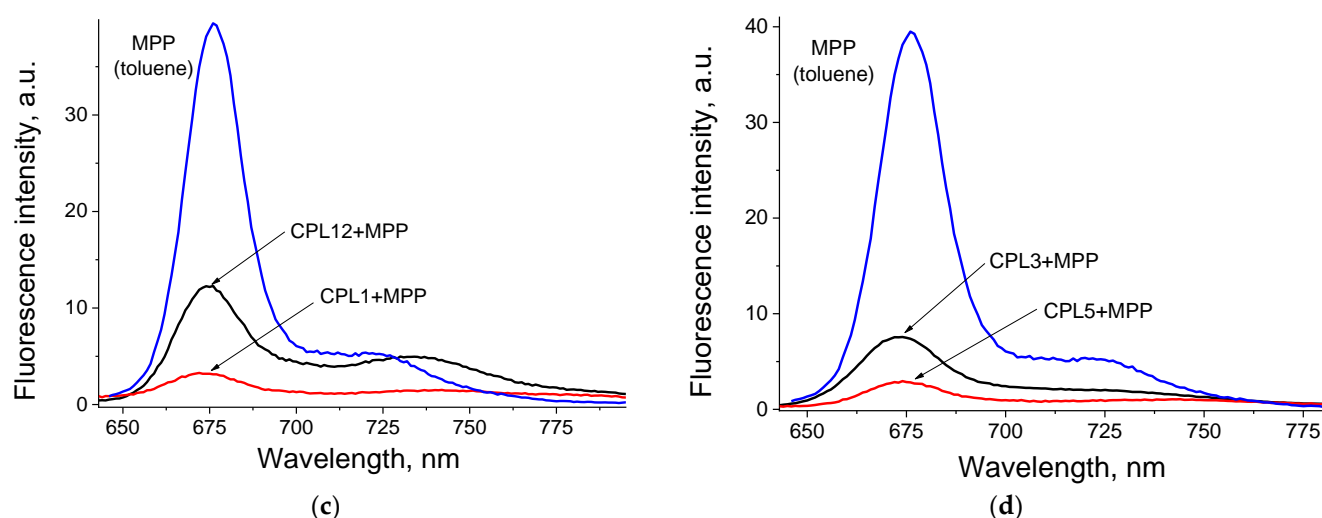 MPP
(toluene)
CPL12+MPP
CPL1+MPP
Fluorescence intensity, a.u.
30
20
10
0
650 675 700 725 750 775
Wavelength, nm
(c)
MPP
(toluene)
CPL3+MPP
CPL5+MPP
Fluorescence intensity, a.u.
40
30
20
10
0
650 675 700 725 750 775
Wavelength, nm
(d)